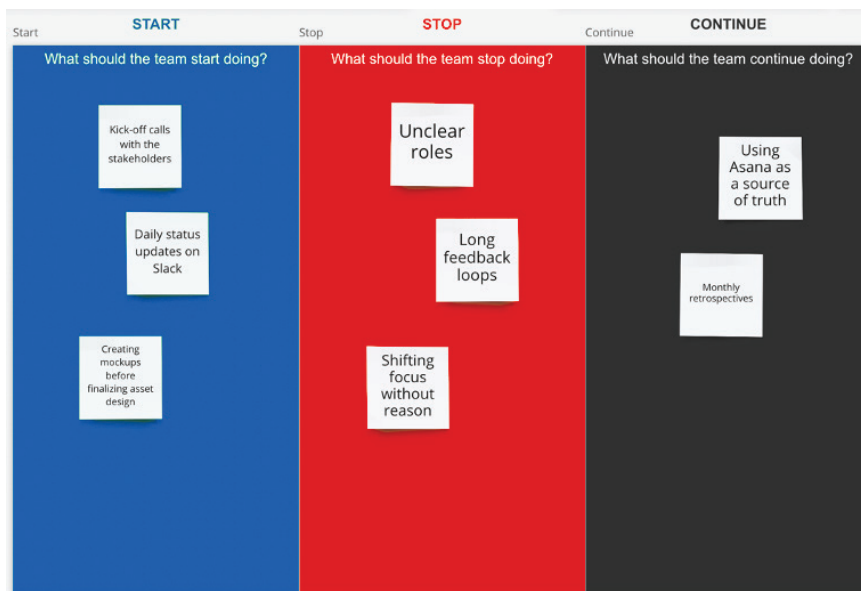 START
STOP
CONTINUE
Start
Stop
Continue
What should the team start doing?
What should the team stop doing?
What should the team continue doing?
Kick-off calls
with the
stakeholders
Daily status
updates on
Slack
Creating
mockups
before
finalizing asset
design
Unclear
roles
Long
feedback
loops
Shifting
focus
without
reason
Using
Asana as
a source
of truth
Monthly
retrospectives